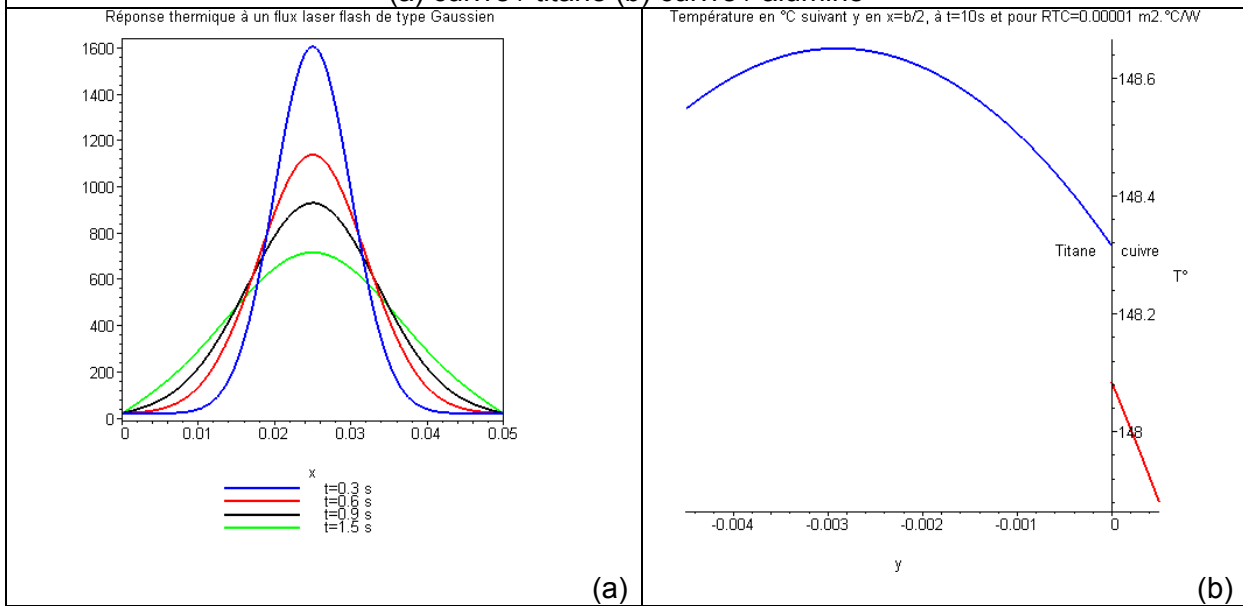 (a) cuivre / titane (b) cuivre / alumine
Réponse thermique à un flux laser flash de type Gaussien
1600
1400
1200
1000
800
600
400
200
0
0 0.01 0.02 0.03 0.04 0.05
x
t=0.3 s
t=0.6 s
t=0.9 s
t=1.5 s
(a)
Température en °C suivant y en x=b/2, à t=10s et pour RTC=0.00001 m2.°C/W
148.6
148.4
Titane cuivre
T°
148.2
148
-0.004 -0.003 -0.002 -0.001 0
y
(b)